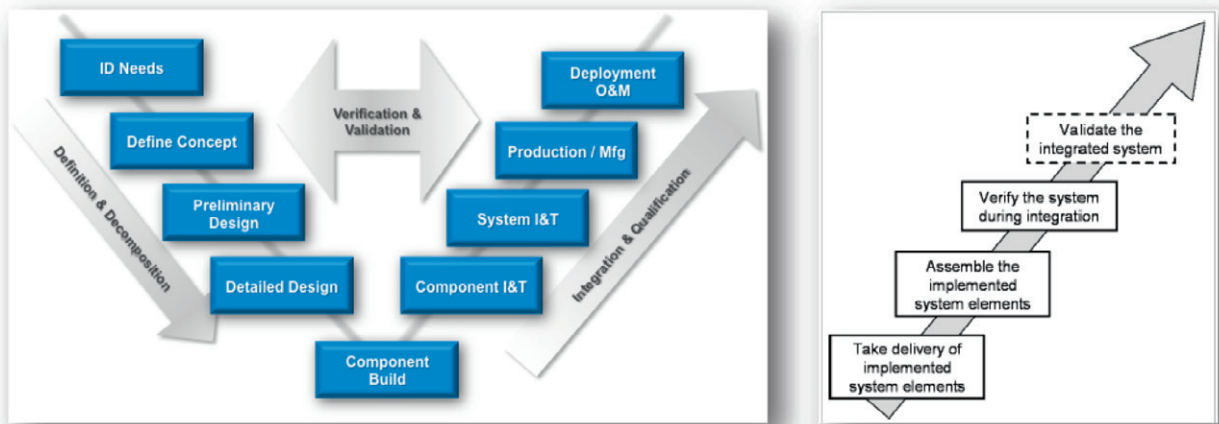 ID Needs
Define Concept
Preliminary
Design
Detailed Design
Component
Build
Component I&T
System I&T
Production / Mfg
Deployment
O&M
Verification &
Validation
Definition & Decomposition
Integration & Qualification
Validate the
integrated system
Verify the system
during integration
Assemble the
implemented
system elements
Take delivery of
implemented
system elements